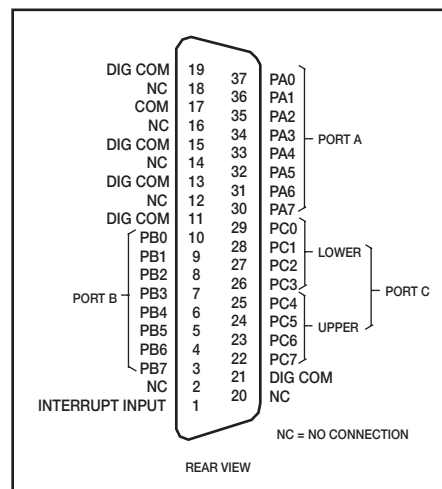 DIG COM 19
NC 18
COM 17
NC 16
DIG COM 15
NC 14
DIG COM 13
NC 12
DIG COM 11
PB0 10
PB1 9
PB2 8
PB3 7
PB4 6
PB5 5
PB6 4
PB7 3
NC 2
INTERRUPT INPUT 1
PORT B
37 PA0
36 PA1
35 PA2
34 PA3
33 PA4
32 PA5
31 PA6
30 PA7
29 PC0
28 PC1
27 PC2
26 PC3
25 PC4
24 PC5
23 PC6
22 PC7
21 DIG COM
20 NC
PORT A
LOWER
UPPER
PORT C
NC = NO CONNECTION
REAR VIEW